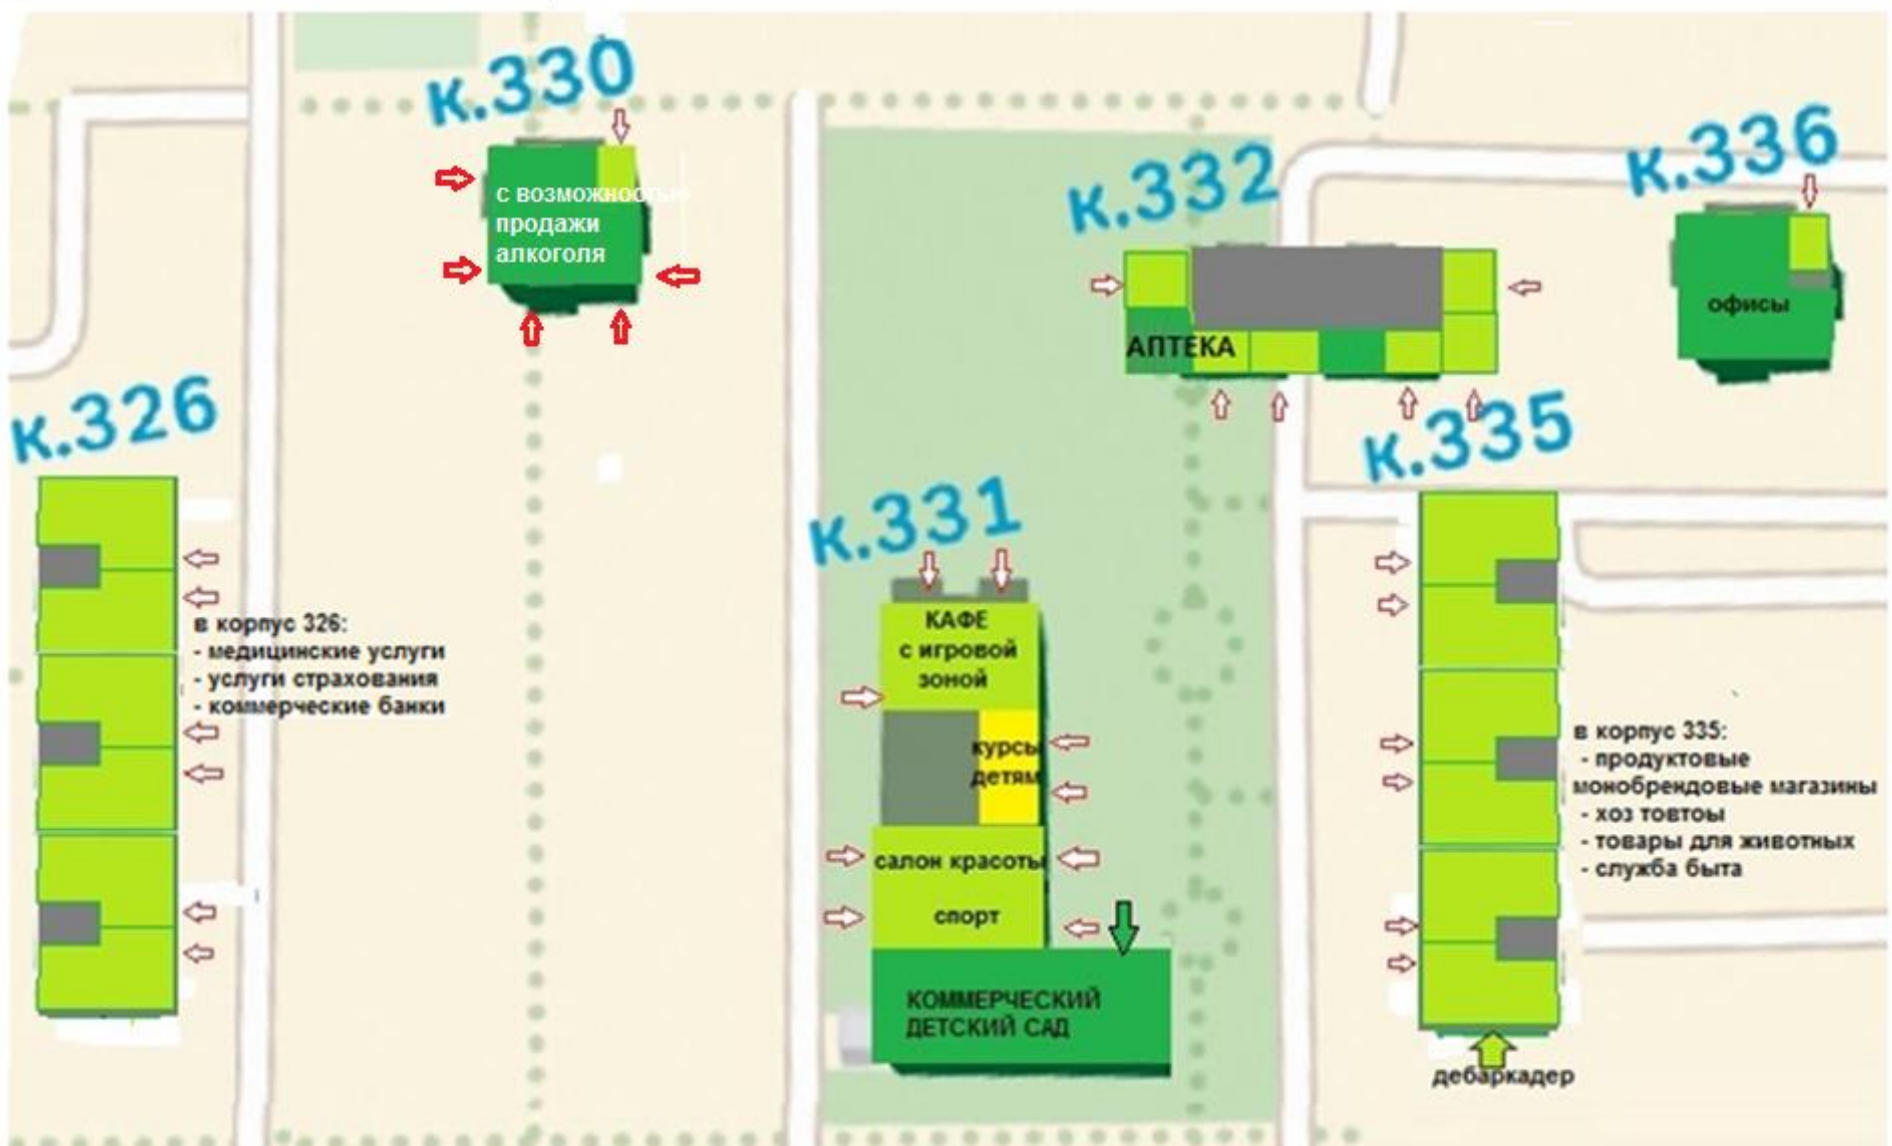 к.330
с возможностью
продажи
алкоголя
к.332
АПТЕКА
к.336
офисы
к.326
в корпус 326:
- медицинские услуги
- услуги страхования
- коммерческие банки
к.331
КАФЕ
с игровой
зоной
курсы
детям
салон красоты
спорт
КОММЕРЧЕСКИЙ
ДЕТСКИЙ САД
к.335
в корпус 335:
- продуктовые
монобрендовые магазины
- хоз товтоы
- товары для животных
- служба быта
дебаркадер